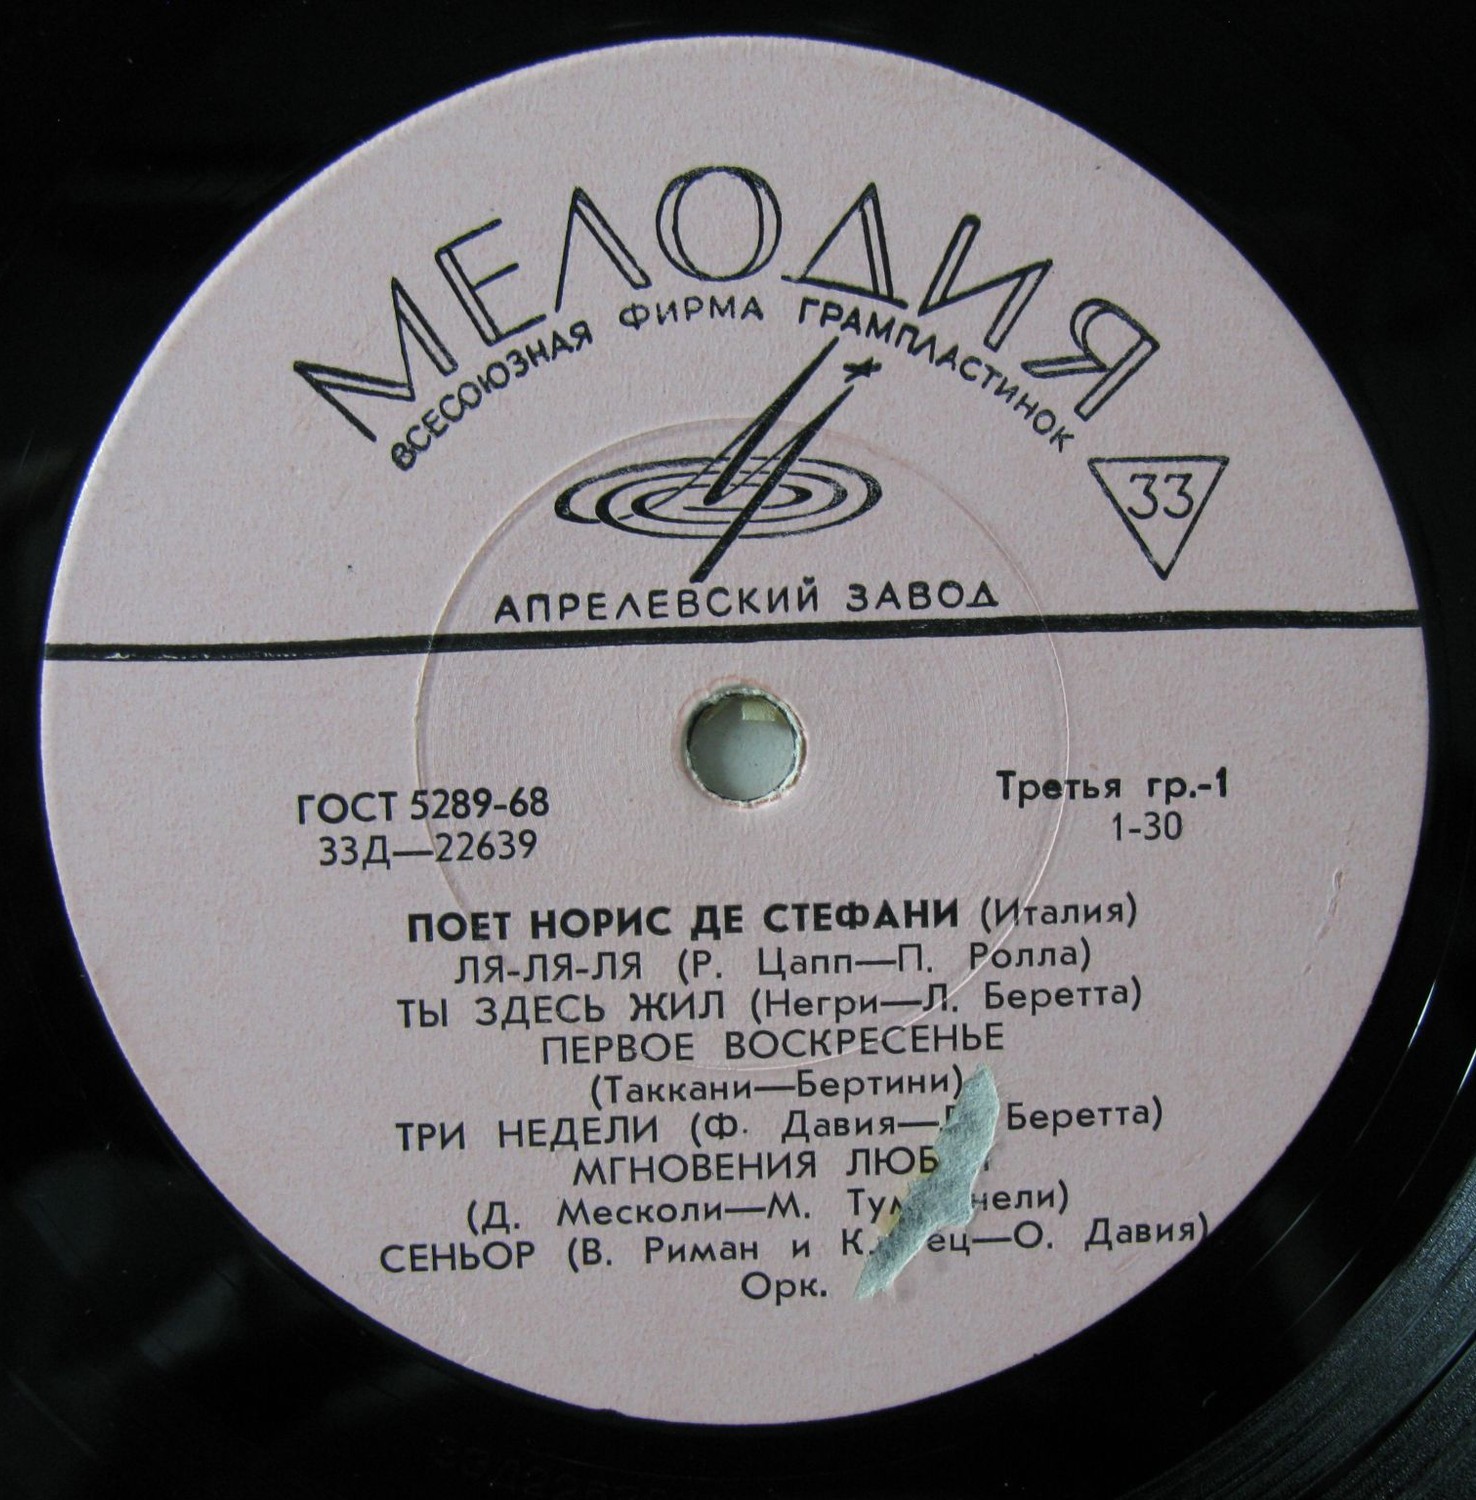 МЕЛОДИЯ
ВСЕСОЮЗНАЯ ФИРМА ГРАМПЛАСТИНОК
33
АПРЕЛЕВСКИЙ ЗАВОД
ГОСТ 5289-68
33Д—22639
Третья гр.-1
1-30
ПОЕТ НОРИС ДЕ СТЕФАНИ (Италия)
ЛЯ-ЛЯ-ЛЯ (Р. Цапп—П. Ролла)
ТЫ ЗДЕСЬ ЖИЛ (Негри—Л. Беретта)
ПЕРВОЕ ВОСКРЕСЕНЬЕ
(Таккани—Бертини)
ТРИ НЕДЕЛИ (Ф. Давия— Беретта)
МГНОВЕНИЯ
(Д. Месколи—М.
СЕНЬОР (В. Риман и К. —О. Давия)
Орк.